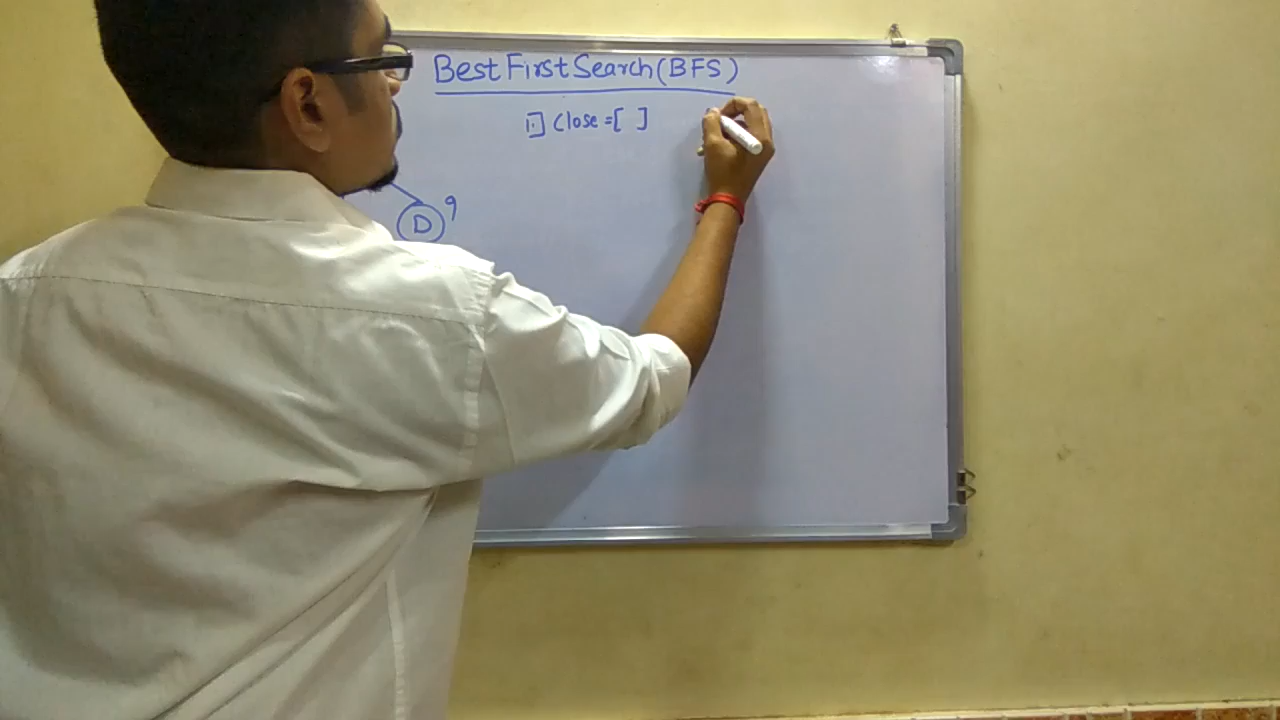 Best First Search (BFS)
1] Close = [ ]
D 9